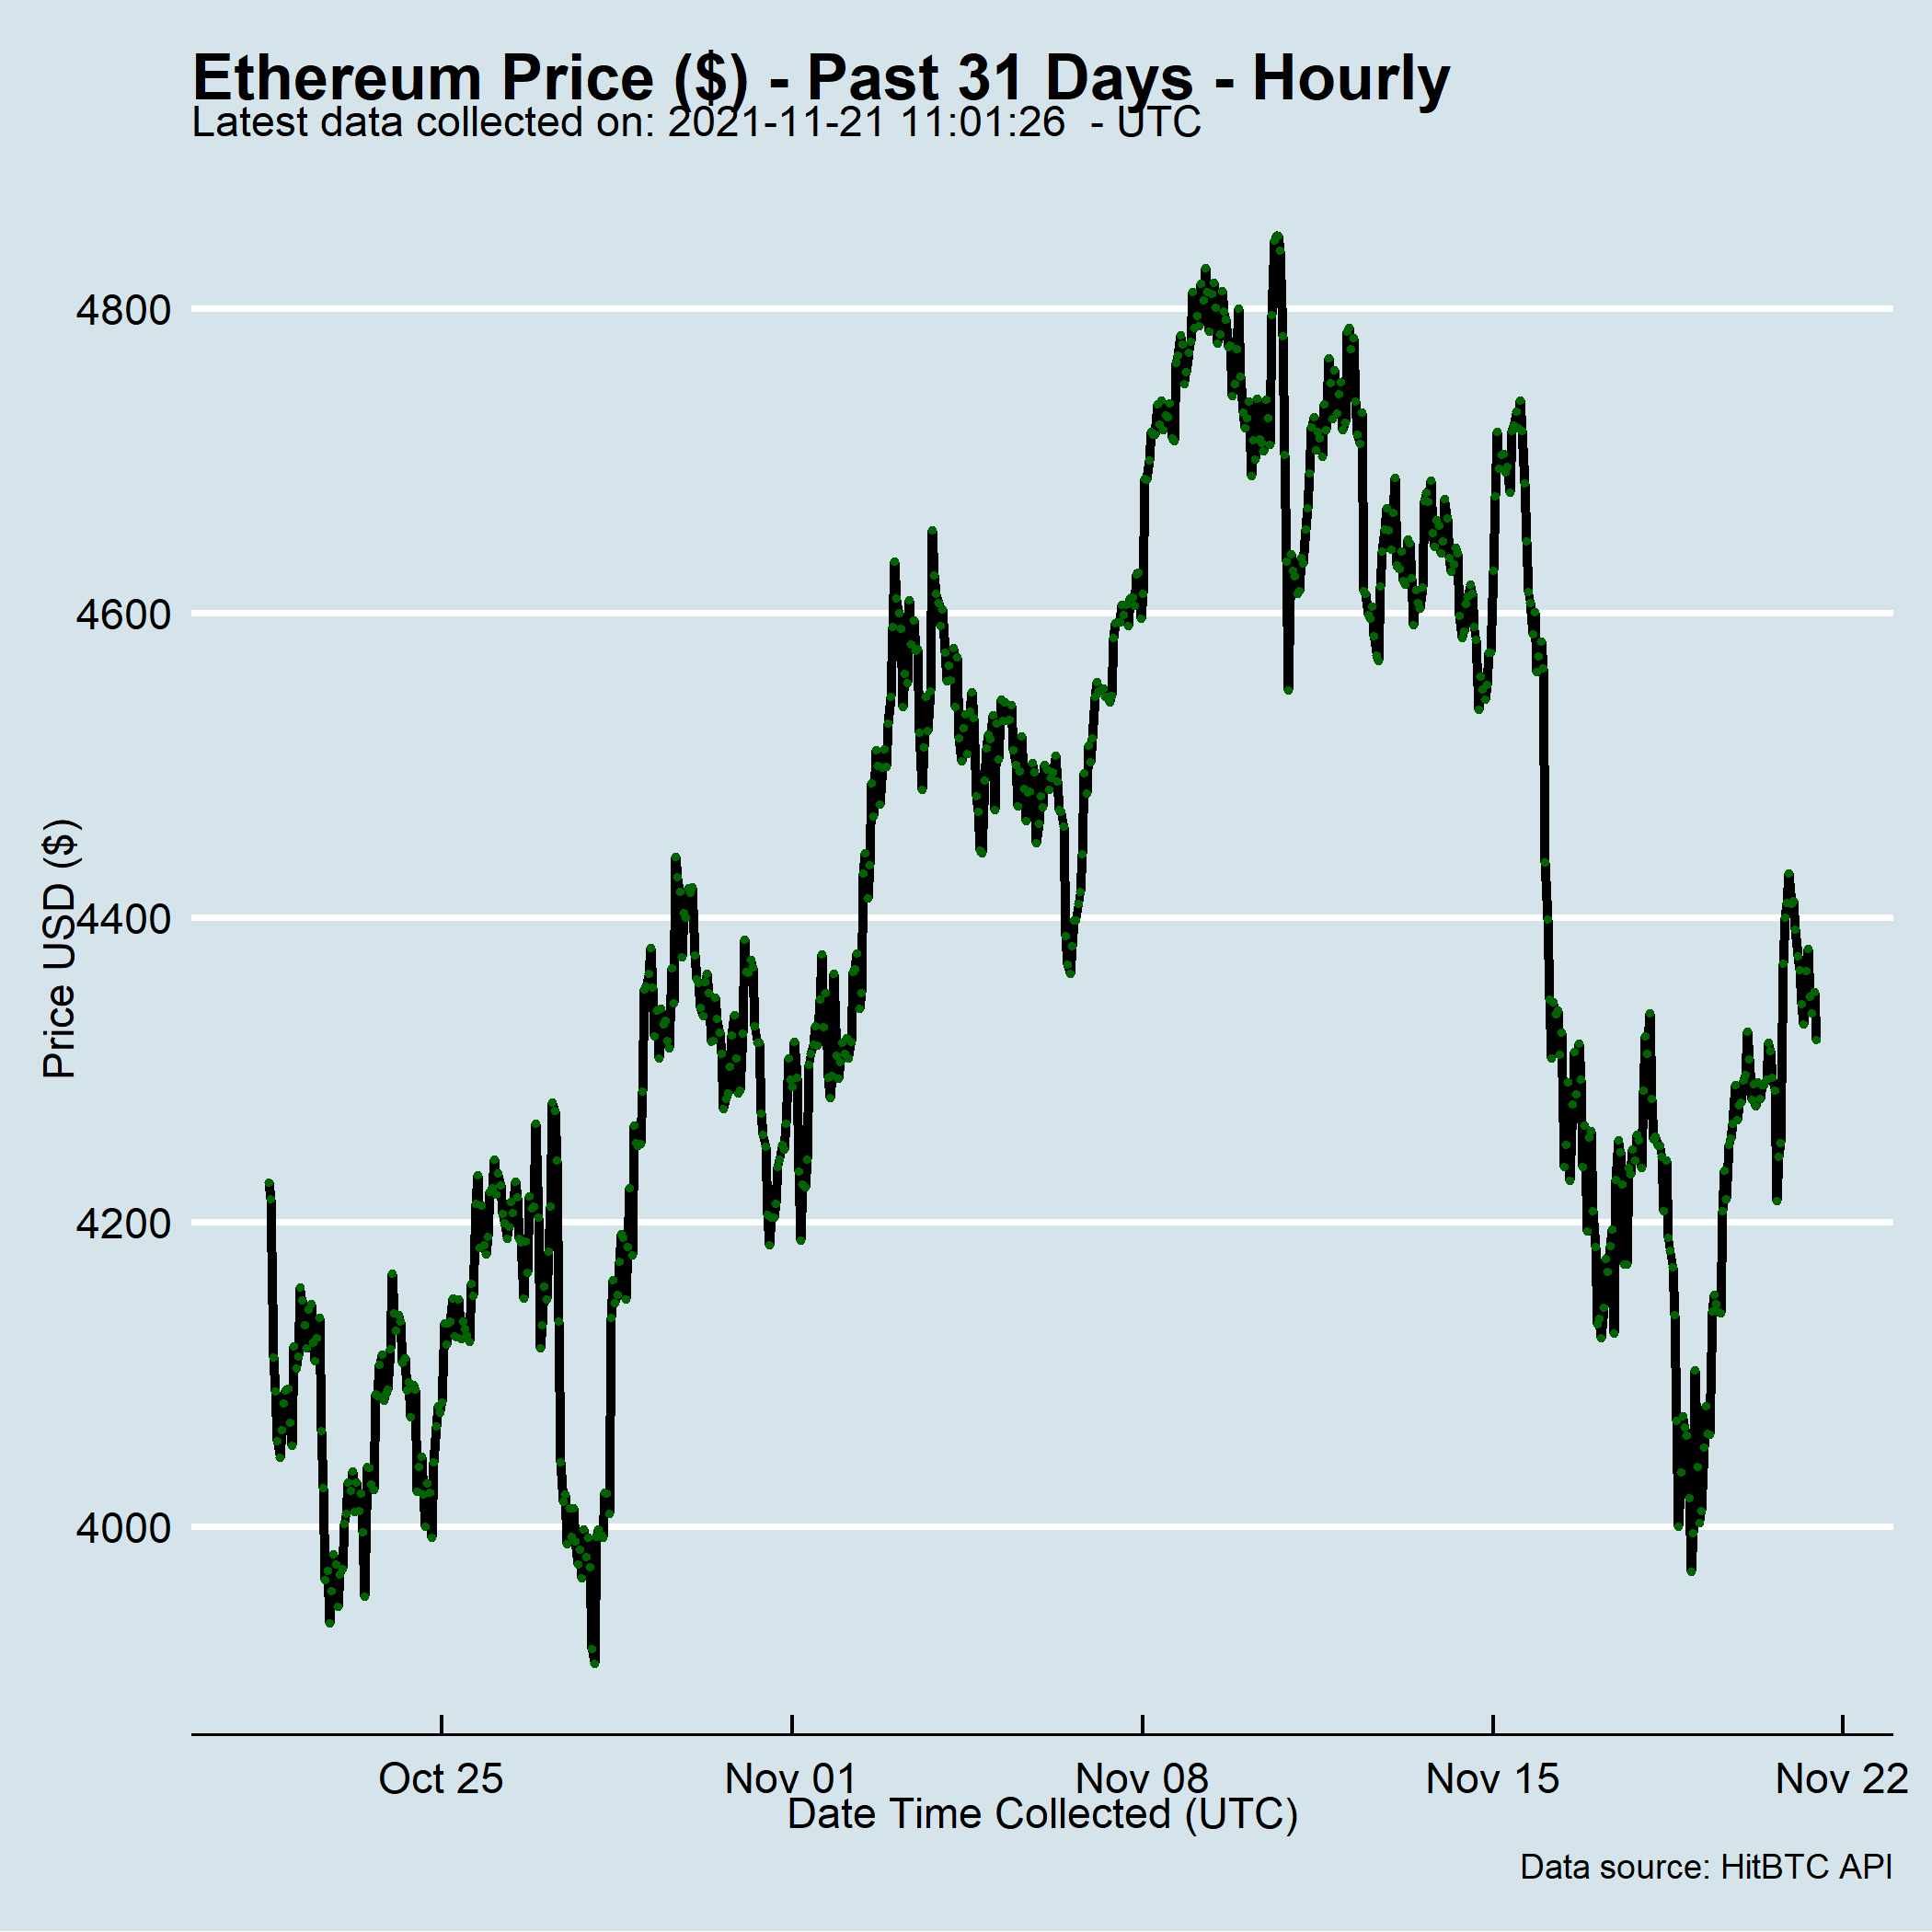 Ethereum Price ($) - Past 31 Days - Hourly
Latest data collected on: 2021-11-21 11:01:26  - UTC
4800
4600
4400
4200
4000
Price USD ($)
Oct 25
Nov 01
Nov 08
Nov 15
Nov 22
Date Time Collected (UTC)
Data source: HitBTC API